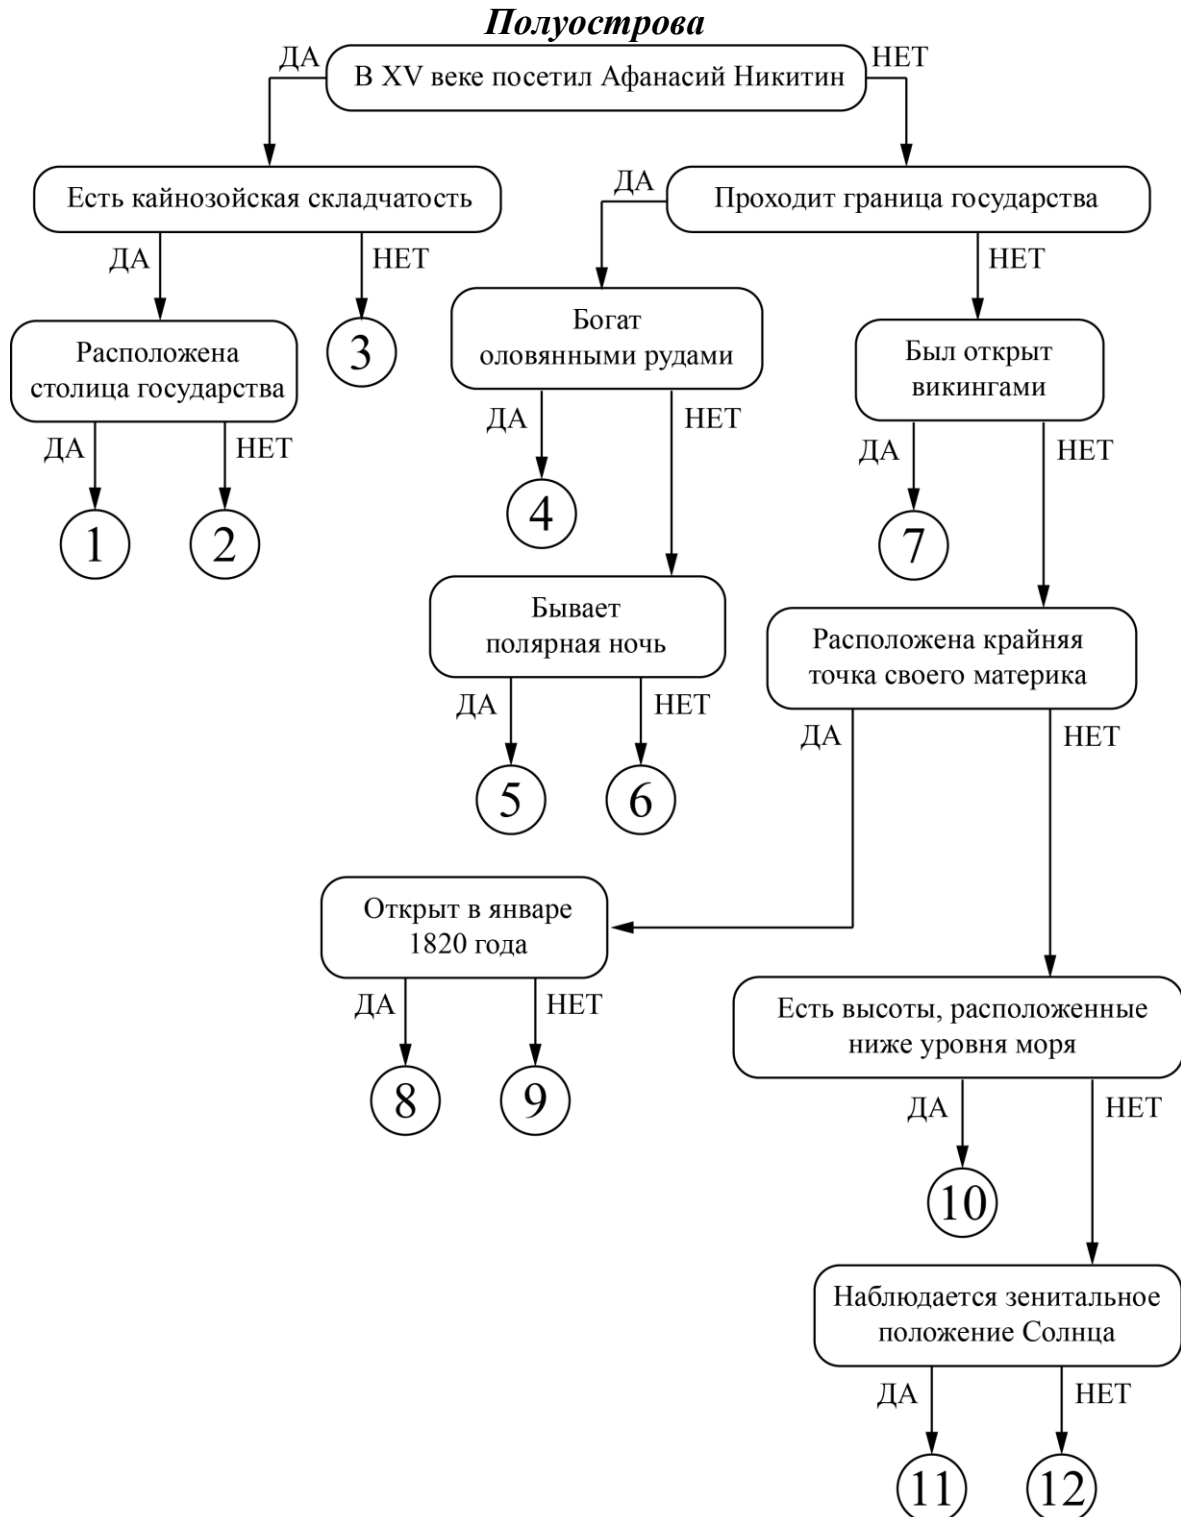 Полуострова
ДА
В XV веке посетил Афанасий Никитин
НЕТ
Есть кайнозойская складчатость
ДА
Проходит граница государства
ДА
НЕТ
НЕТ
Расположена
столица государства
3
Богат
оловянными рудами
Был открыт
викингами
ДА
НЕТ
ДА
НЕТ
ДА
НЕТ
1
2
4
7
Бывает
полярная ночь
Расположена крайняя
точка своего материка
ДА
НЕТ
ДА
НЕТ
5
6
Открыт в январе
1820 года
ДА
НЕТ
Есть высоты, расположенные
ниже уровня моря
8
9
ДА
НЕТ
10
Наблюдается зенитальное
положение Солнца
ДА
НЕТ
11
12